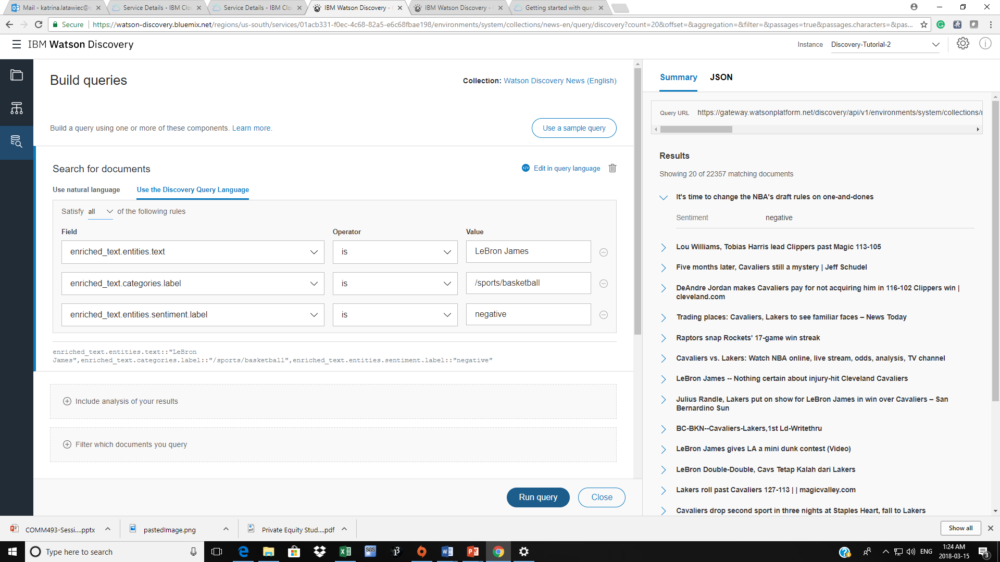 Mail - katrina.latawiec@
Service Details - IBM Clo
Service Details - IBM Clo
IBM Watson Discovery -
IBM Watson Discovery -
Getting started with que
Secure
https://watson-discovery.bluemix.net/regions/us-south/services/01acb331-f0ec-4c68-82a5-e6c68fbae198/environments/system/collections/news-en/query/discovery?count=20&offset=&aggregation=&filter=&passages=true&passages.characters=&pas...
IBM Watson Discovery
Instance
Discovery-Tutorial-2
Build queries
Collection: Watson Discovery News (English)
Build a query using one or more of these components. Learn more.
Use a sample query
Search for documents
Edit in query language
Use natural language
Use the Discovery Query Language
Satisfy all of the following rules
Field Operator Value
enriched_text.entities.text is LeBron James
enriched_text.categories.label is /sports/basketball
enriched_text.entities.sentiment.label is negative
enriched_text.entities.text::"LeBron
James",enriched_text.categories.label::"/sports/basketball",enriched_text.entities.sentiment.label::"negative"
Include analysis of your results
Filter which documents you query
Run query
Close
Summary
JSON
Query URL https://gateway.watsonplatform.net/discovery/api/v1/environments/system/collections/
Results
Showing 20 of 22357 matching documents
It's time to change the NBA's draft rules on one-and-dones
Sentiment negative
Lou Williams, Tobias Harris lead Clippers past Magic 113-105
Five months later, Cavaliers still a mystery | Jeff Schudel
DeAndre Jordan makes Cavaliers pay for not acquiring him in 116-102 Clippers win |
cleveland.com
Trading places: Cavaliers, Lakers to see familiar faces – News Today
Raptors snap Rockets' 17-game win streak
Cavaliers vs. Lakers: Watch NBA online, live stream, odds, analysis, TV channel
LeBron James -- Nothing certain about injury-hit Cleveland Cavaliers
Julius Randle, Lakers put on show for LeBron James in win over Cavaliers – San
Bernardino Sun
BC-BKN--Cavaliers-Lakers,1st Ld-Writethru
LeBron James gives LA a mini dunk contest (Video)
LeBron Double-Double, Cavs Tetap Kalah dari Lakers
Lakers roll past Cavaliers 127-113 | | magicvalley.com
Cavaliers drop second sport in three nights at Staples Heart, fall to Lakers
COMM493-Sessi....pptx
pastedImage.png
Private Equity Stud....pdf
Show all
Type here to search
ENG
1:24 AM
2018-03-15
3